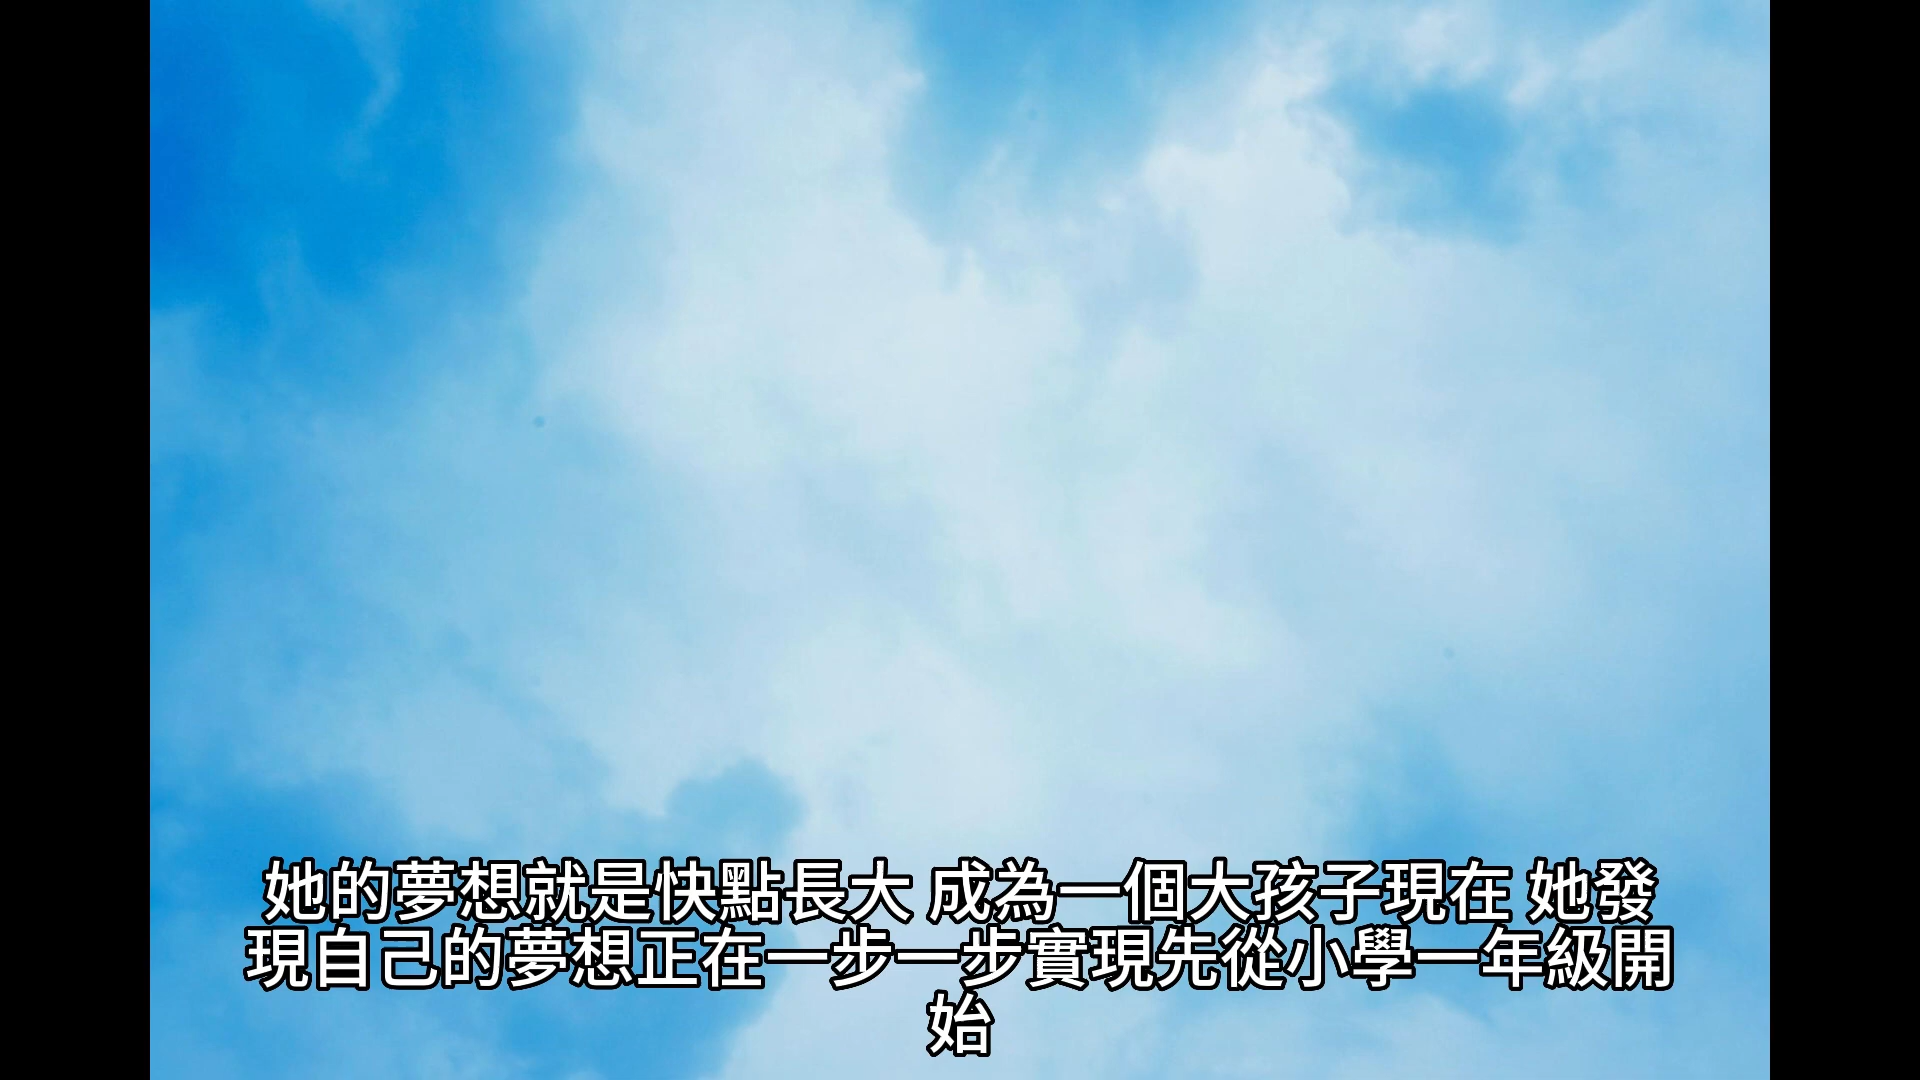 她的夢想就是快點長大 成為一個大孩子現在 她發
現自己的夢想正在一步一步實現先從小學一年級開
始